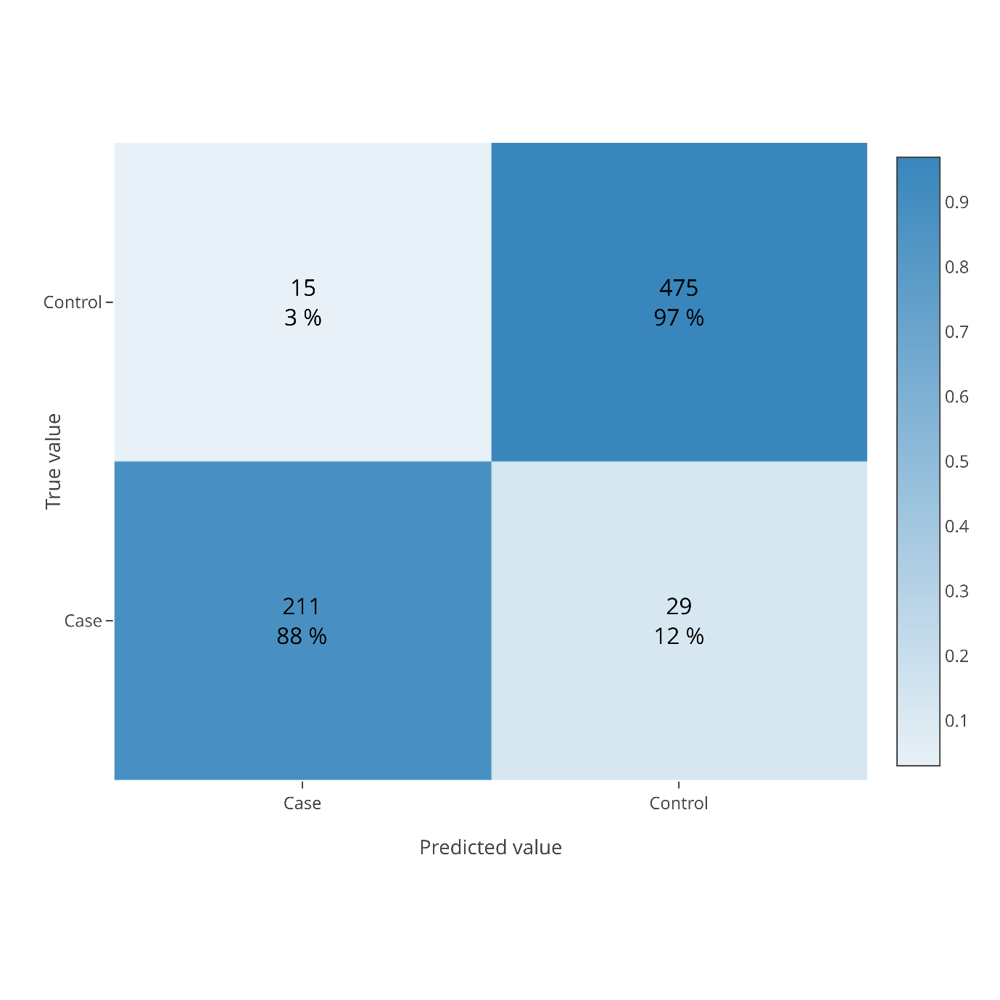 15
3 %
475
97 %
Control
211
88 %
29
12 %
Case
True value
Case
Control
Predicted value
0.9
0.8
0.7
0.6
0.5
0.4
0.3
0.2
0.1